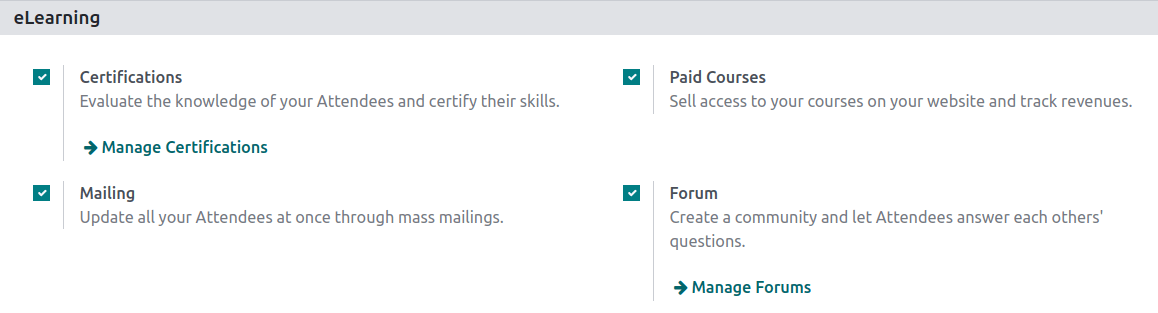 eLearning
Certifications
Evaluate the knowledge of your Attendees and certify their skills.
Manage Certifications
Paid Courses
Sell access to your courses on your website and track revenues.
Mailing
Update all your Attendees at once through mass mailings.
Forum
Create a community and let Attendees answer each others'
questions.
Manage Forums